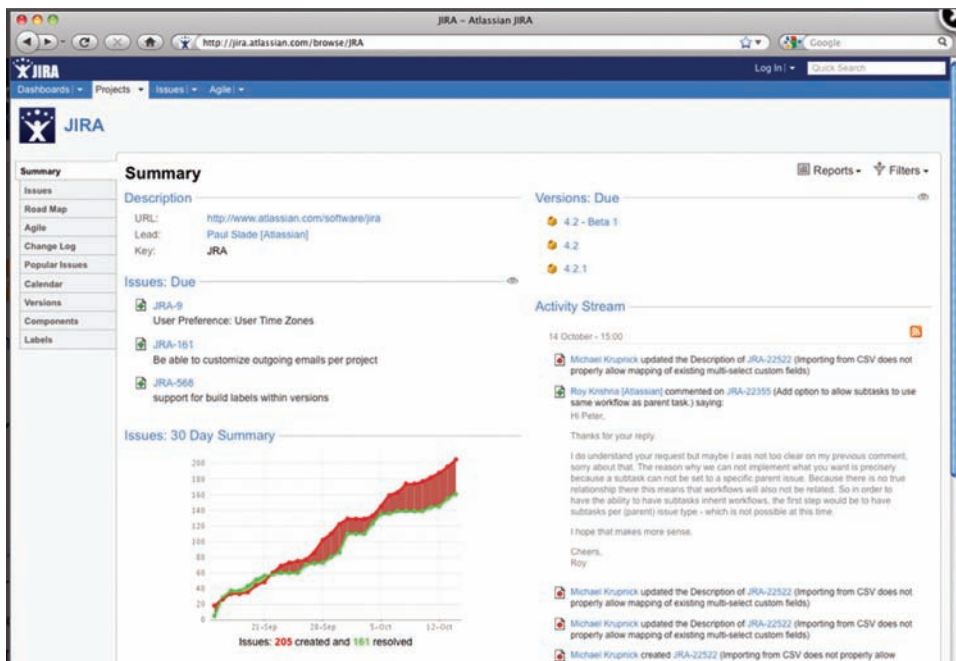 JIRA – Atlassian JIRA
http://jira.atlassian.com/browse/JRA
Google
JIRA
Log In
Quick Search
Dashboards
Projects
Issues
Agile
JIRA
Summary
Issues
Road Map
Agile
Change Log
Popular Issues
Calendar
Versions
Components
Labels
Summary
Reports
Filters
Description
URL: http://www.atlassian.com/software/jira
Lead: Paul Slade [Atlassian]
Key: JRA
Issues: Due
JRA-9
User Preference: User Time Zones
JRA-161
Be able to customize outgoing emails per project
JRA-568
support for build labels within versions
Issues: 30 Day Summary
200
180
160
140
120
100
80
60
40
20
0
21-Sep 28-Sep 5-Oct 12-Oct
Issues: 205 created and 161 resolved
Versions: Due
4.2 - Beta 1
4.2
4.2.1
Activity Stream
14 October - 15:00
Michael Krupnick updated the Description of JRA-22522 (Importing from CSV does not
properly allow mapping of existing multi-select custom fields)
Roy Krishna [Atlassian] commented on JRA-22355 (Add option to allow subtasks to use
same workflow as parent task.) saying:
Hi Peter,
Thanks for your reply.
I do understand your request but maybe I was not too clear on my previous comment,
sorry about that. The reason why we can not implement what you want is precisely
because a subtask can not be set to a specific parent issue. Because there is no true
relationship there this means that workflows will also not be related. So in order to
have the ability to have subtasks inherit workflows, the first step would be to have
subtasks per (parent) issue type - which is not possible at this time.
I hope that makes more sense.
Cheers,
Roy
Michael Krupnick updated the Description of JRA-22522 (Importing from CSV does not
properly allow mapping of existing multi-select custom fields)
Michael Krupnick updated the Description of JRA-22522 (Importing from CSV does not
properly allow mapping of existing multi-select custom fields)
Michael Krupnick created JRA-22522 (Importing from CSV does not properly allow